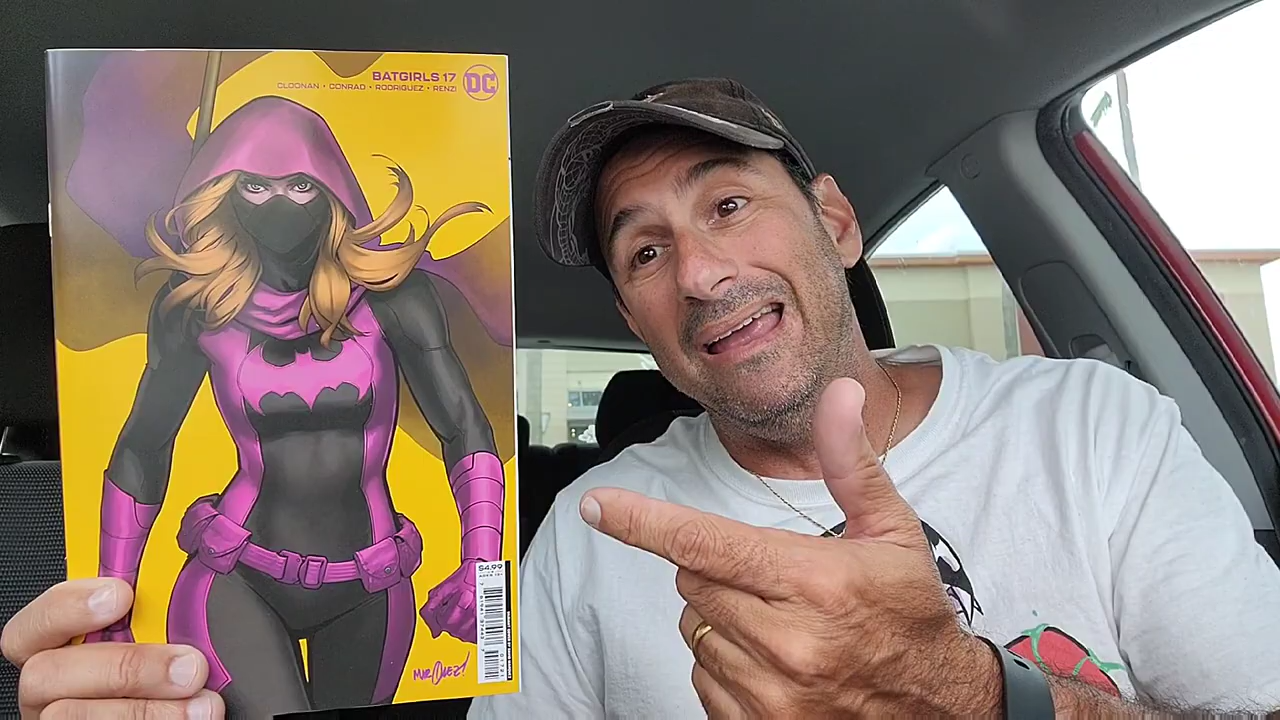 BATGIRLS 17
DC
CLOONAN • CONRAD • RODRIGUEZ • RENZI
$4.99
MARQUEZ!